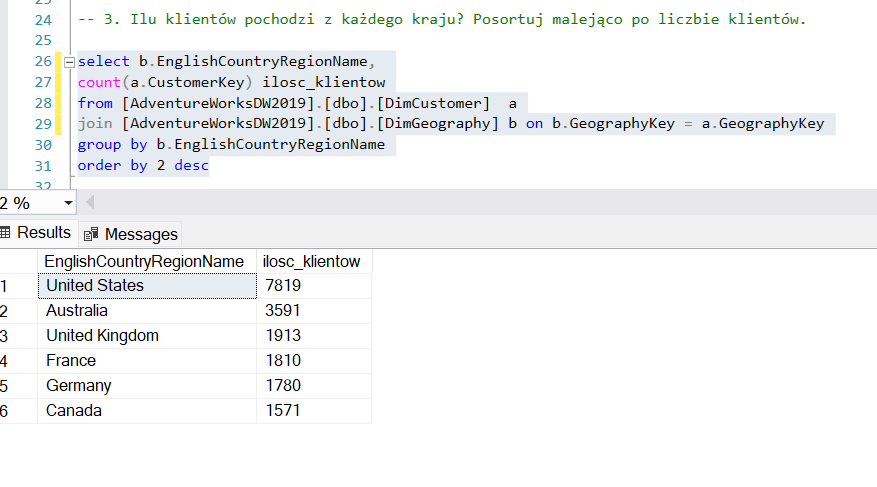 24 -- 3. Ilu klientów pochodzi z każdego kraju? Posortuj malejąco po liczbie klientów.
25
26 select b.EnglishCountryRegionName,
27 count(a.CustomerKey) ilosc_klientow
28 from [AdventureWorksDW2019].[dbo].[DimCustomer]  a
29 join [AdventureWorksDW2019].[dbo].[DimGeography] b on b.GeographyKey = a.GeographyKey
30 group by b.EnglishCountryRegionName
31 order by 2 desc
32
2 %
Results Messages
EnglishCountryRegionName ilosc_klientow
1 United States 7819
2 Australia 3591
3 United Kingdom 1913
4 France 1810
5 Germany 1780
6 Canada 1571